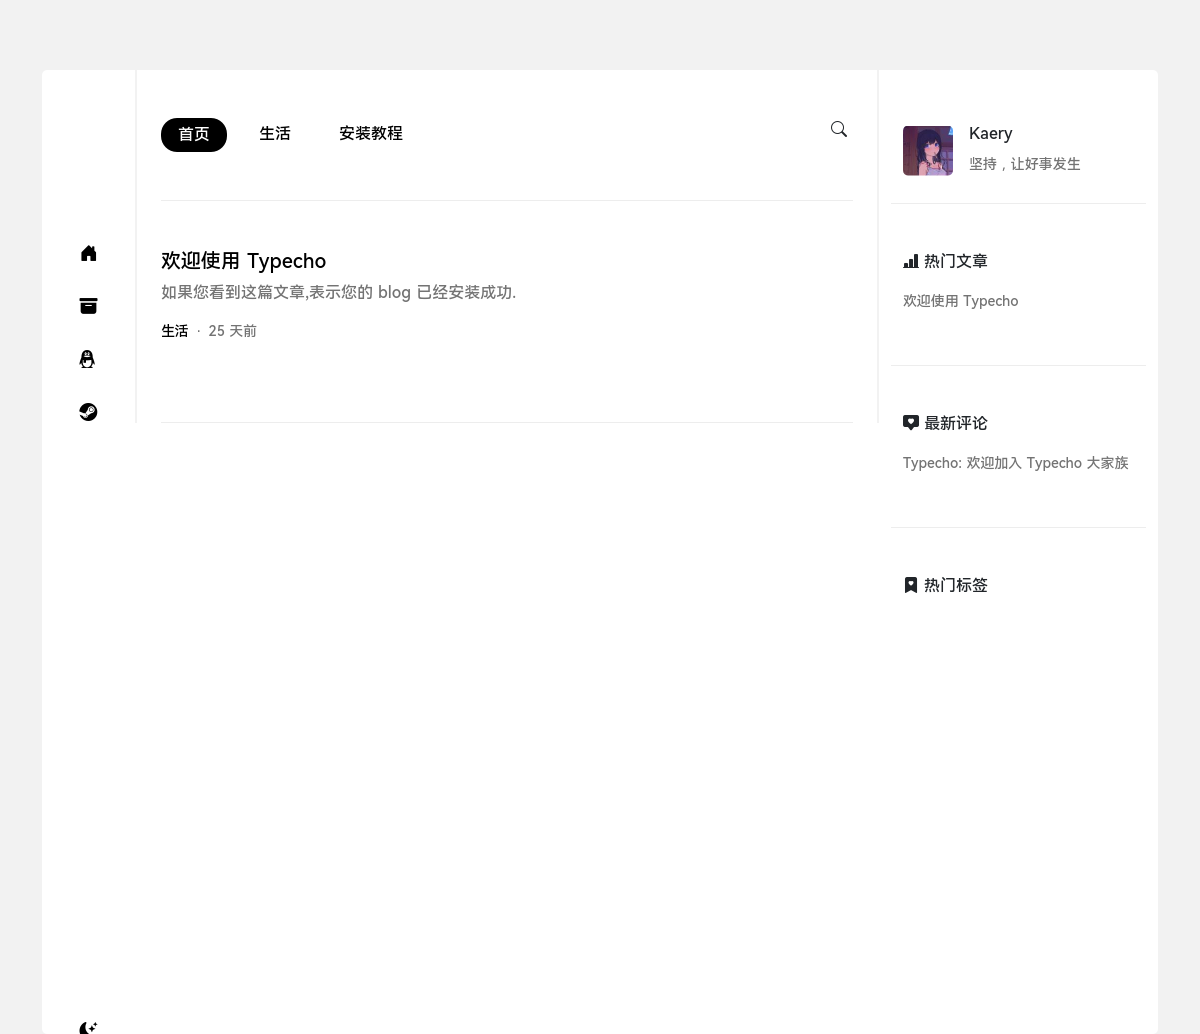 首页
生活
安装教程
欢迎使用 Typecho
如果您看到这篇文章,表示您的 blog 已经安装成功.
生活 · 25 天前
Kaery
坚持，让好事发生
热门文章
欢迎使用 Typecho
最新评论
Typecho: 欢迎加入 Typecho 大家族
热门标签